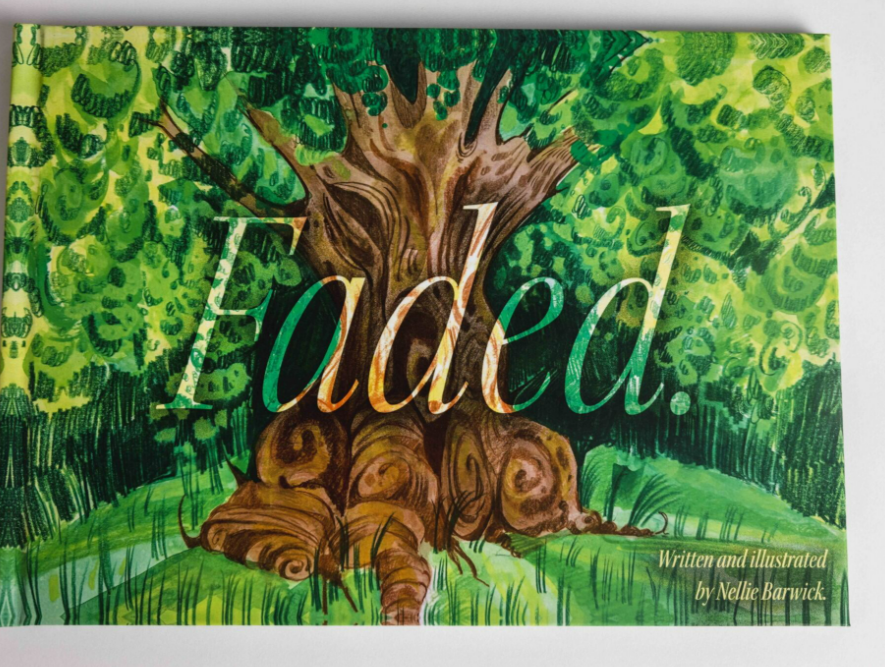 Faded.
Written and illustrated
by Nellie Barwick.